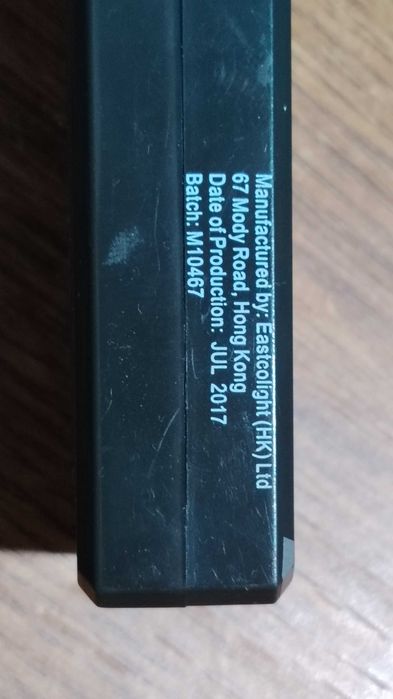 Manufactured by: Eastcolight (HK) Ltd
67 Mody Road, Hong Kong
Date of Production: JUL 2017
Batch: M10467